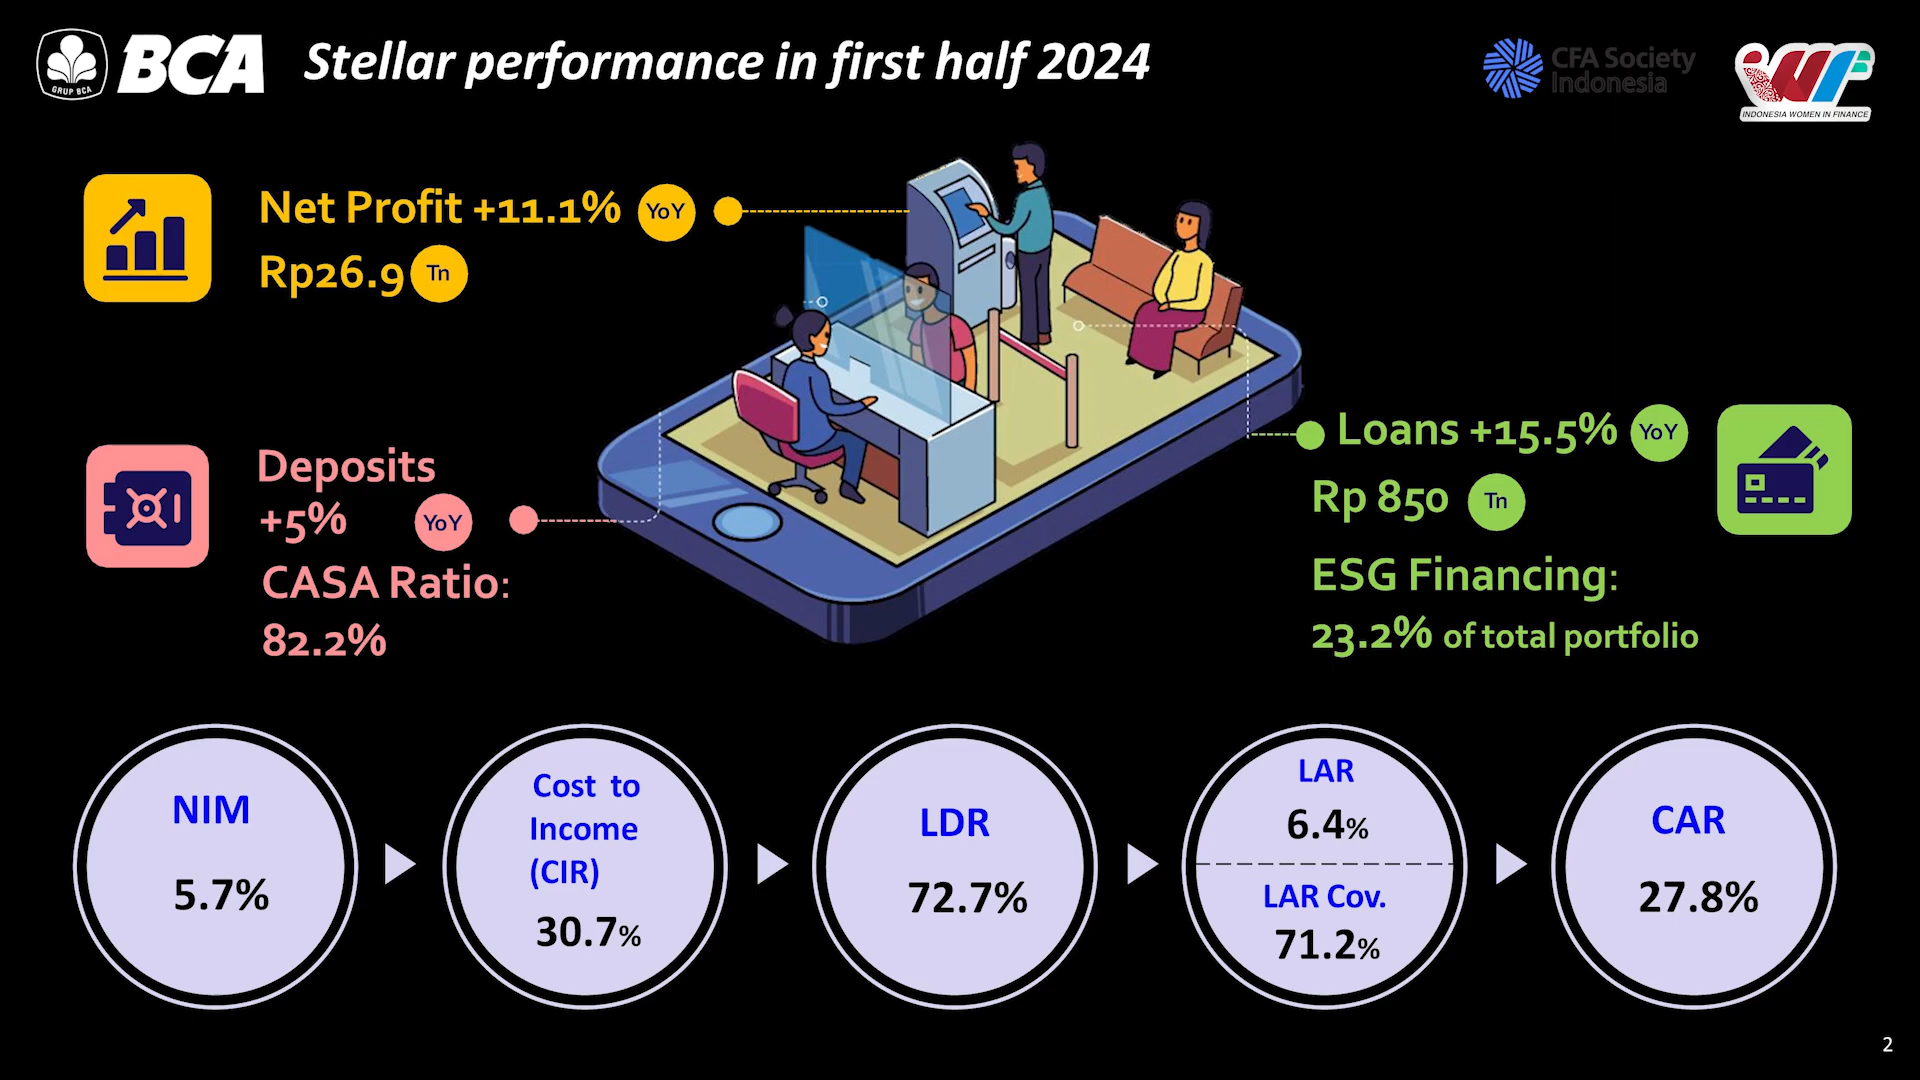 GRUP BCA
BCA
Stellar performance in first half 2024
CFA Society
Indonesia
IWF
INDONESIA WOMEN IN FINANCE
Net Profit +11.1% YoY
Rp26.9 Tn
Deposits
+5% YoY
CASA Ratio:
82.2%
Loans +15.5% YoY
Rp 850 Tn
ESG Financing:
23.2% of total portfolio
NIM
5.7%
Cost to
Income
(CIR)
30.7%
LDR
72.7%
LAR
6.4%
LAR Cov.
71.2%
CAR
27.8%
2